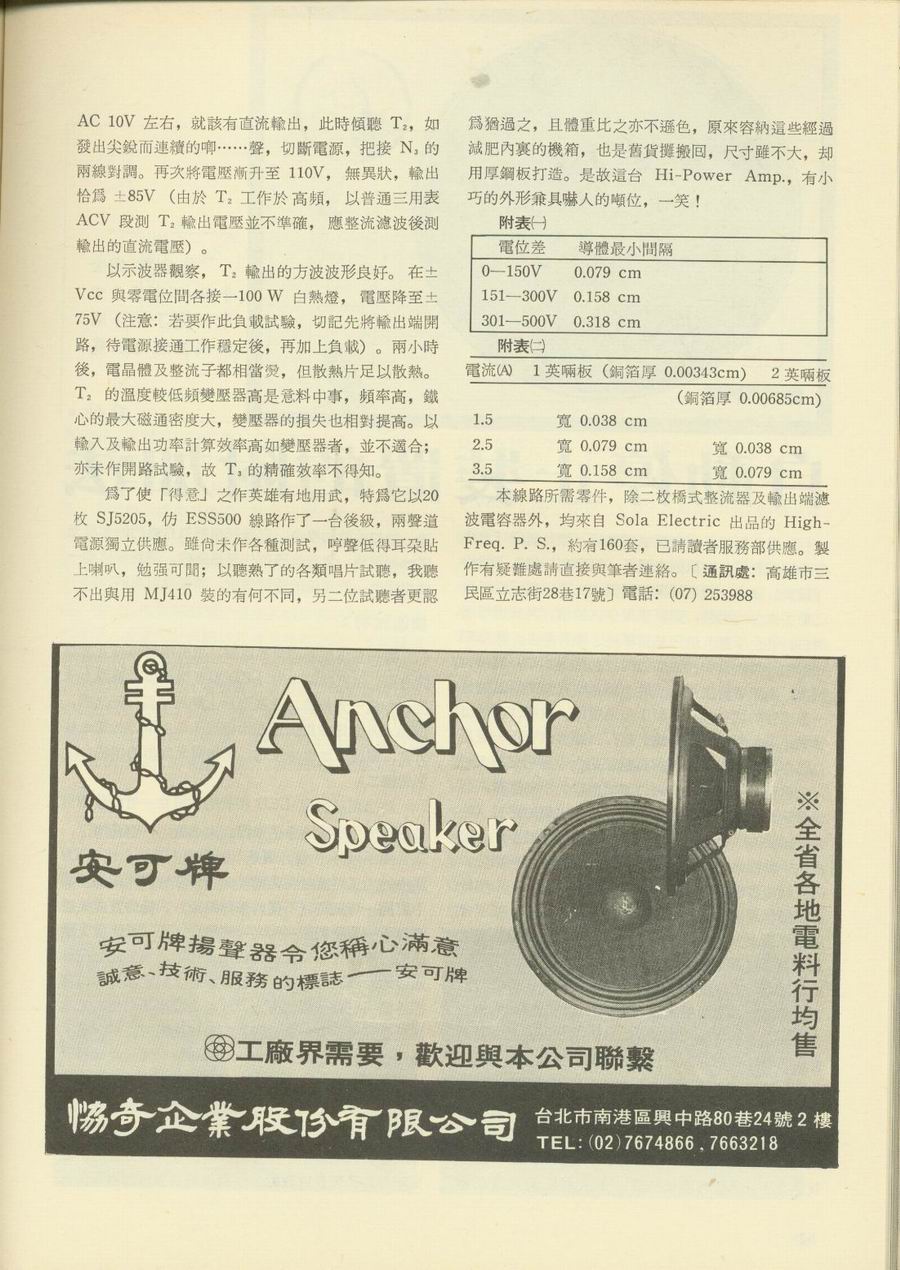 AC 10V 左右，就該有直流輸出，此時傾聽 T₂，如
發出尖銳而連續的唧……聲，切斷電源，把接 N₃ 的
兩線對調。再次將電壓漸升至 110V，無異狀，輸出
恰爲 ±85V（由於 T₂ 工作於高頻，以普通三用表
ACV 段測 T₂ 輸出電壓並不準確，應整流濾波後測
輸出的直流電壓）。
以示波器觀察，T₂ 輸出的方波波形良好。在±
Vcc 與零電位間各接一100 W 白熱燈，電壓降至±
75V（注意：若要作此負載試驗，切記先將輸出端開
路，待電源接通工作穩定後，再加上負載）。兩小時
後，電晶體及整流子都相當燙，但散熱片足以散熱。
T₂ 的溫度較低頻變壓器高是意料中事，頻率高，鐵
心的最大磁通密度大，變壓器的損失也相對提高。以
輸入及輸出功率計算效率高如變壓器者，並不適合；
亦未作開路試驗，故 T₃ 的精確效率不得知。
爲了使「得意」之作英雄有地用武，特爲它以20
枚 SJ5205，仿 ESS500 線路作了一台後級，兩聲道
電源獨立供應。雖尙未作各種測試，哼聲低得耳朶貼
上喇叭，勉强可聞；以聽熟了的各類唱片試聽，我聽
不出與用 MJ410 裝的有何不同，另二位試聽者更認
爲猶過之，且體重比之亦不遜色，原來容納這些經過
減肥內裏的機箱，也是舊貨攤搬回，尺寸雖不大，却
用厚鋼板打造。是故這台 Hi-Power Amp.，有小
巧的外形兼具嚇人的噸位，一笑！
附表㈠
電位差 導體最小間隔
0—150V 0.079 cm
151—300V 0.158 cm
301—500V 0.318 cm
附表㈡
電流(A) 1 英啢板（銅箔厚 0.00343cm） 2 英啢板
（銅箔厚 0.00685cm）
1.5 寬 0.038 cm
2.5 寬 0.079 cm 寬 0.038 cm
3.5 寬 0.158 cm 寬 0.079 cm
本線路所需零件，除二枚橋式整流器及輸出端濾
波電容器外，均來自 Sola Electric 出品的 High-
Freq. P. S.，約有160套，已請讀者服務部供應。製
作有疑難處請直接與筆者連絡。〔通訊處：高雄市三
民區立志街28巷17號〕電話：(07) 253988
Anchor
Speaker
安可牌
安可牌揚聲器令您稱心滿意
誠意、技術、服務的標誌──安可牌
※全省各地電料行均售
工廠界需要，歡迎與本公司聯繫
協奇企業股份有限公司
台北市南港區興中路80巷24號2樓
TEL:(02)7674866 . 7663218